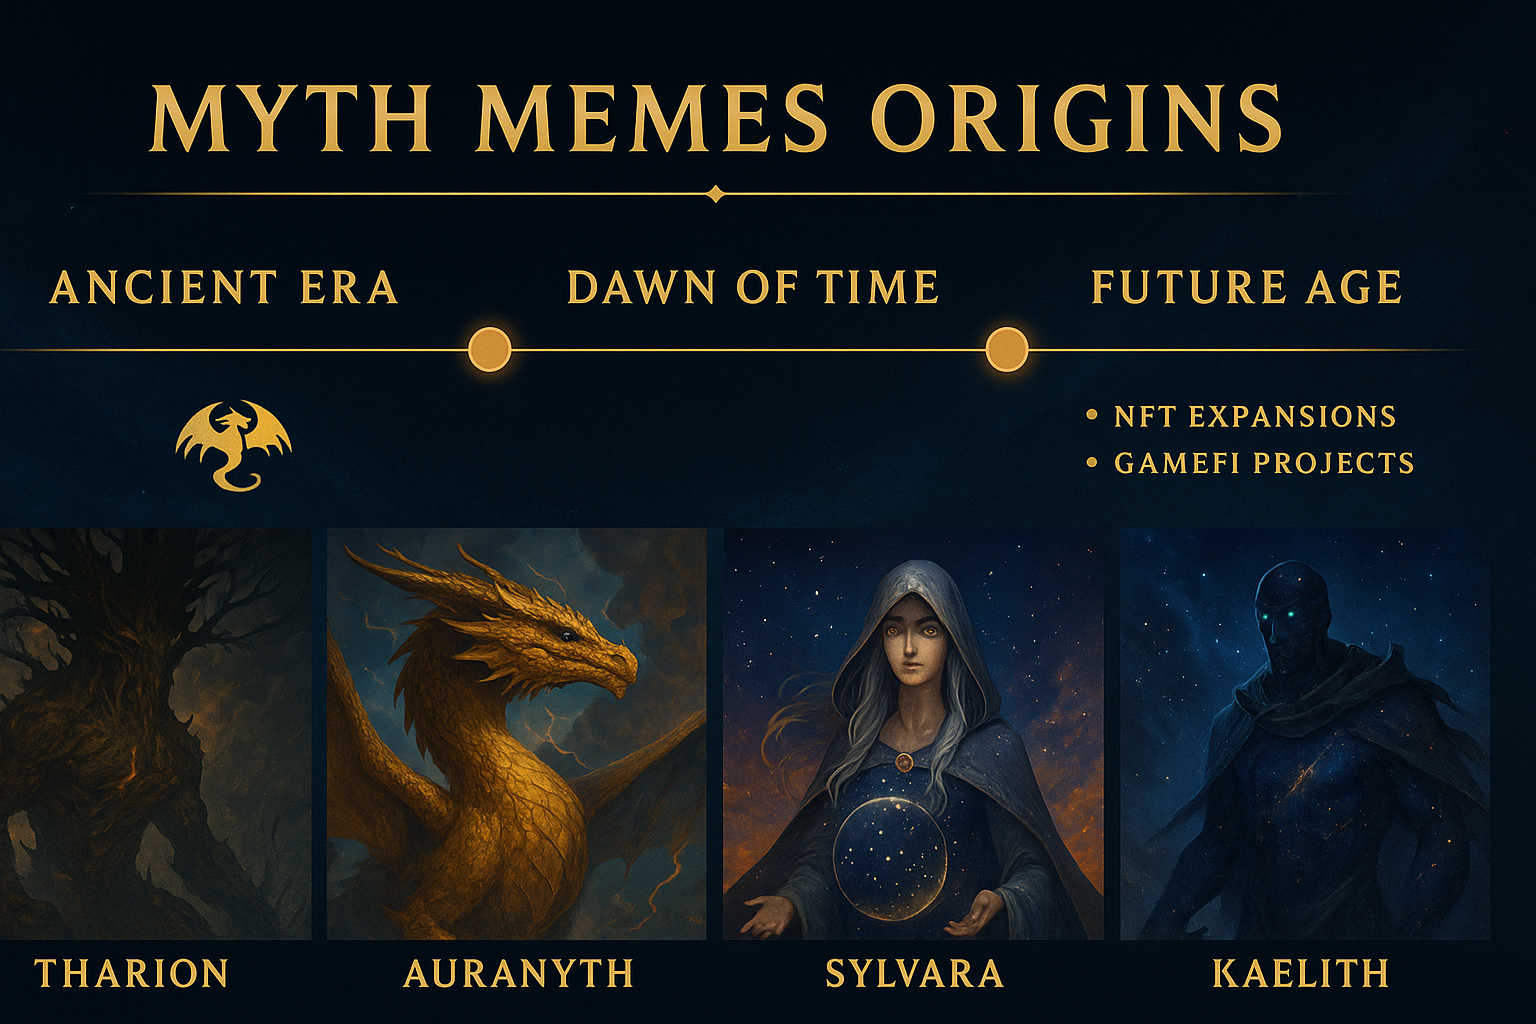 MYTH MEMES ORIGINS
ANCIENT ERA
DAWN OF TIME
FUTURE AGE
• NFT EXPANSIONS
• GAMEFI PROJECTS
THARION
AURANYTH
SYLVARA
KAELITH